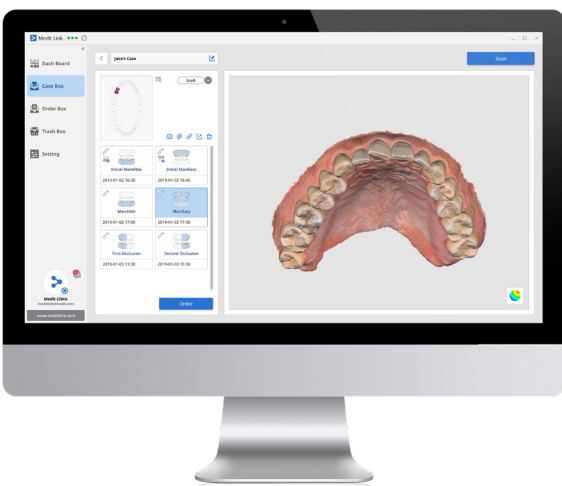 Medit Link
Dash Board
Case Box
Order Box
Trash Box
Setting
Medit Clinic
www.meditlink.com
Jake's Case
Draft
Initial Mandible
2019-01-02 16:30
Initial Maxillary
2019-01-02 16:45
Mandible
2019-01-02 17:00
Maxillary
2019-01-02 17:30
First Occlusion
2019-01-03 13:30
Second Occlusion
2019-01-03 15:30
Order
Scan